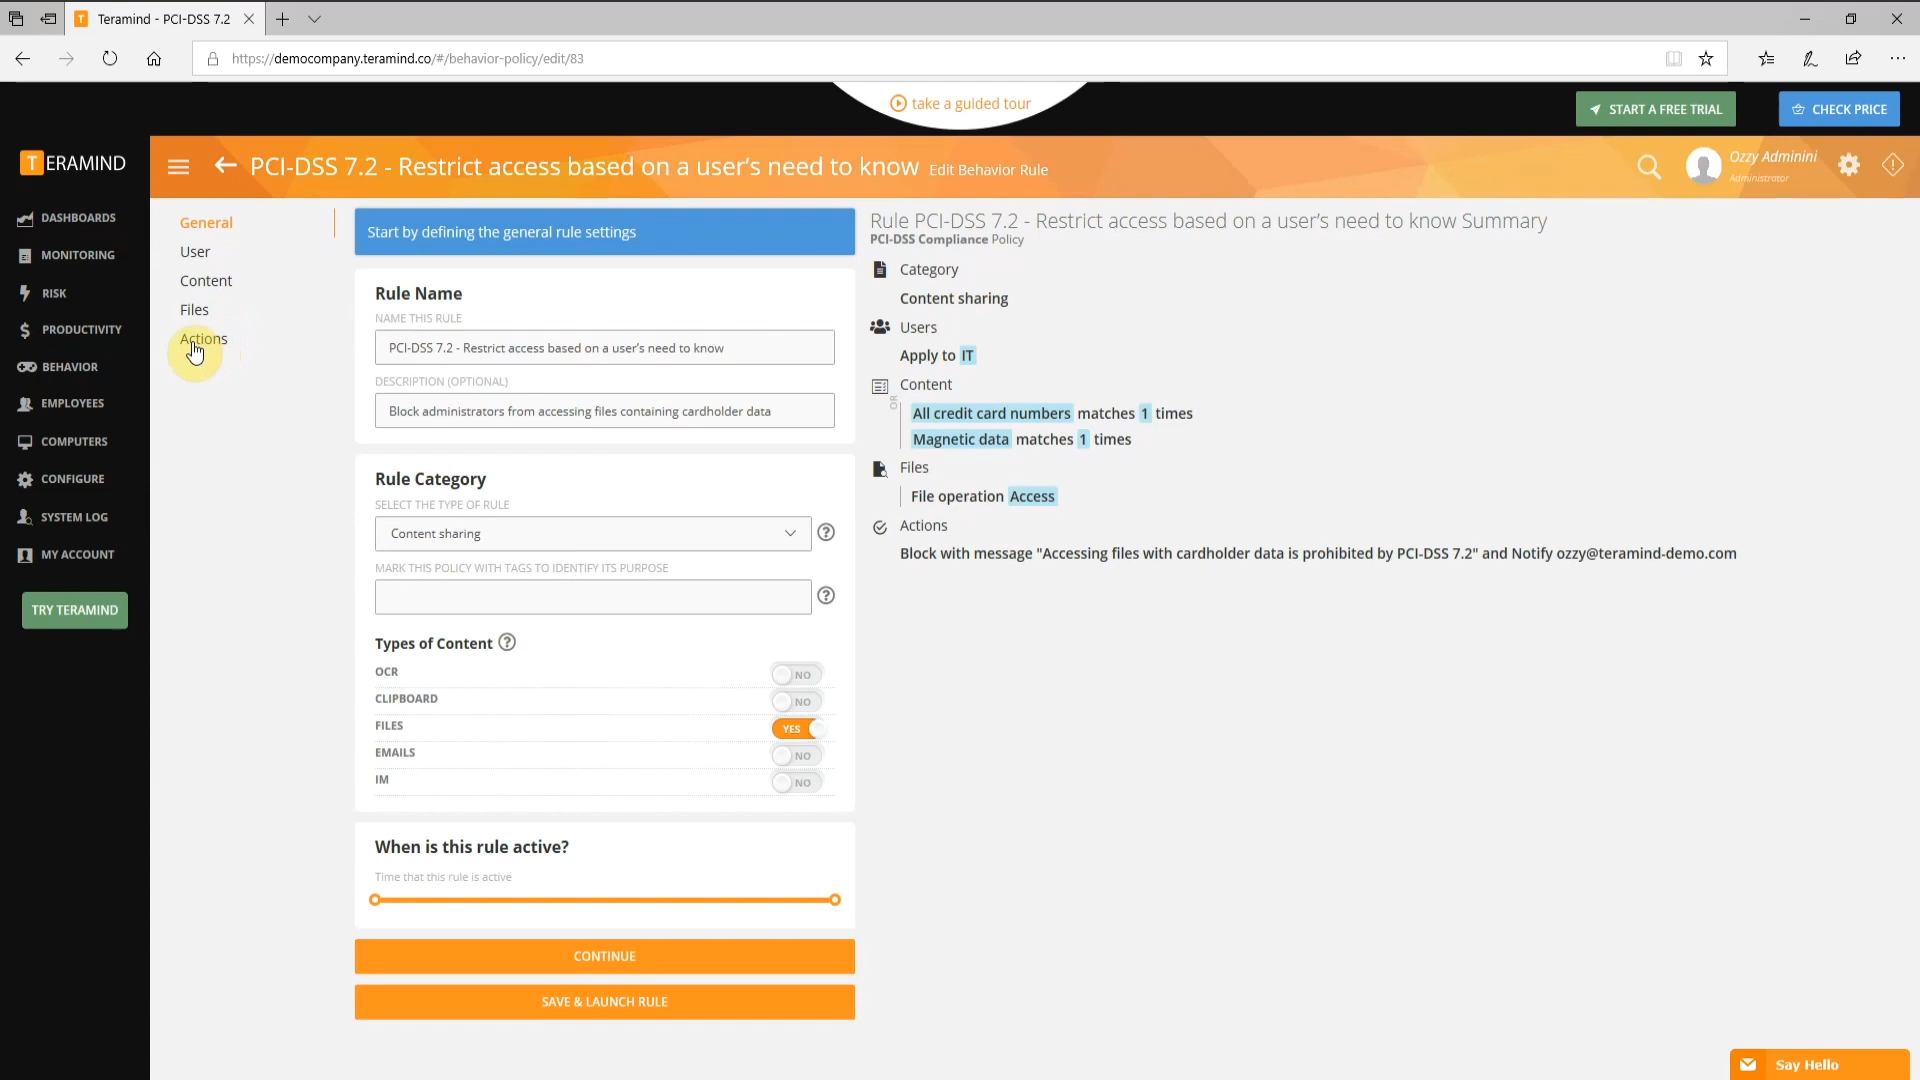 Teramind - PCI-DSS 7.2
https://democompany.teramind.co/#/behavior-policy/edit/83
take a guided tour
START A FREE TRIAL
CHECK PRICE
TERAMIND
PCI-DSS 7.2 - Restrict access based on a user’s need to know Edit Behavior Rule
Ozzy Adminini
Administrator
DASHBOARDS
MONITORING
RISK
PRODUCTIVITY
BEHAVIOR
EMPLOYEES
COMPUTERS
CONFIGURE
SYSTEM LOG
MY ACCOUNT
TRY TERAMIND
General
User
Content
Files
Actions
Start by defining the general rule settings
Rule Name
NAME THIS RULE
PCI-DSS 7.2 - Restrict access based on a user’s need to know
DESCRIPTION (OPTIONAL)
Block administrators from accessing files containing cardholder data
Rule Category
SELECT THE TYPE OF RULE
Content sharing
MARK THIS POLICY WITH TAGS TO IDENTIFY ITS PURPOSE
Types of Content
OCR NO
CLIPBOARD NO
FILES YES
EMAILS NO
IM NO
When is this rule active?
Time that this rule is active
CONTINUE
SAVE & LAUNCH RULE
Rule PCI-DSS 7.2 - Restrict access based on a user’s need to know Summary
PCI-DSS Compliance Policy
Category
Content sharing
Users
Apply to IT
Content
OR
All credit card numbers matches 1 times
Magnetic data matches 1 times
Files
File operation Access
Actions
Block with message "Accessing files with cardholder data is prohibited by PCI-DSS 7.2" and Notify ozzy@teramind-demo.com
Say Hello